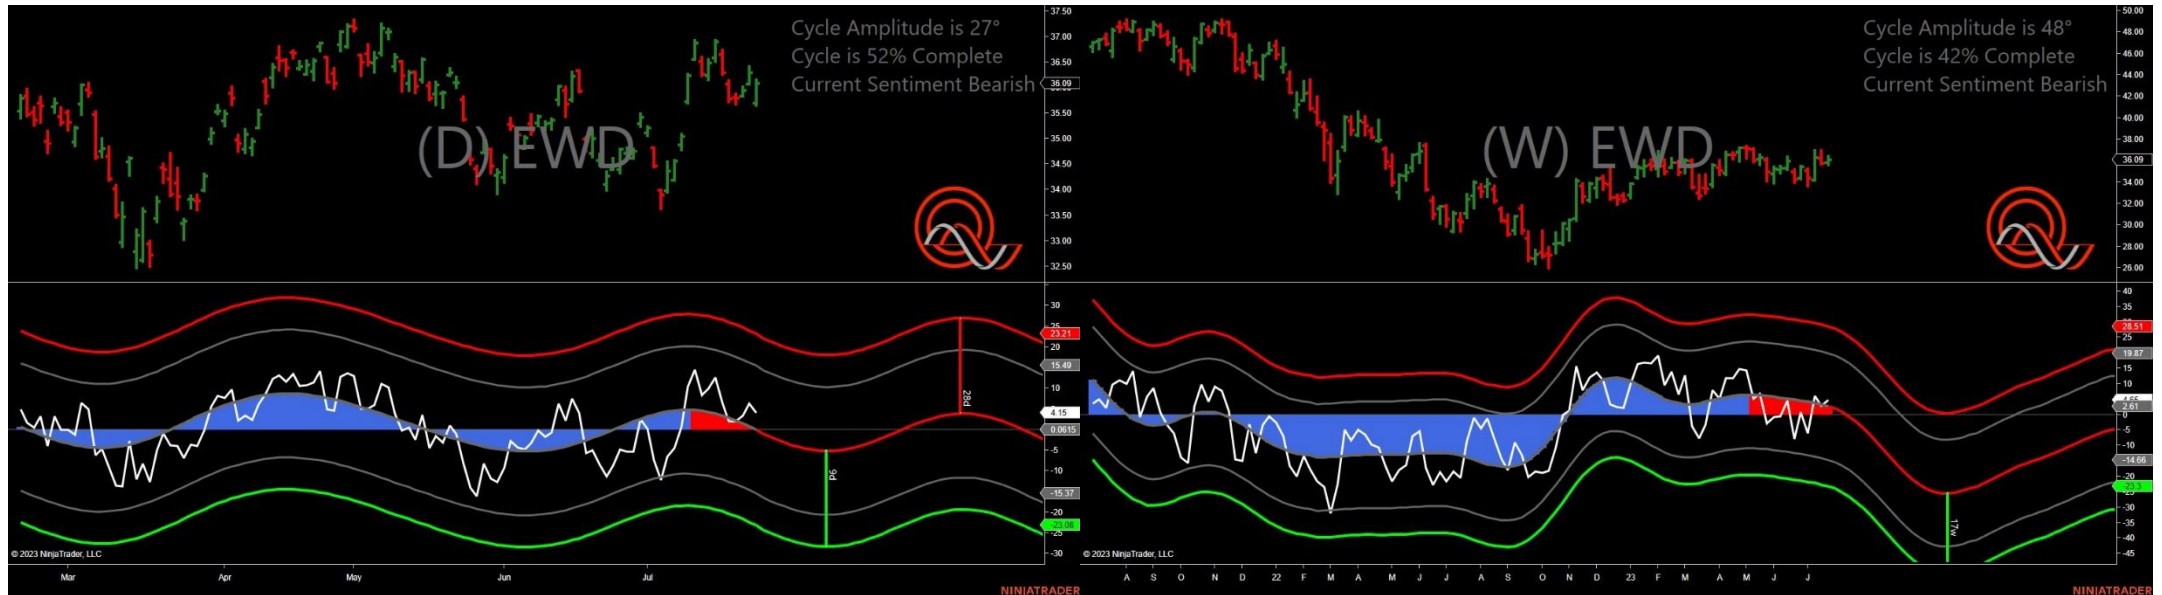 Cycle Amplitude is 27°
Cycle is 52% Complete
Current Sentiment Bearish
(D) EWD
37.50
37.00
36.50
36.09
35.50
35.00
34.50
34.00
33.50
33.00
32.50
30
25
23.21
20
15.49
10
4.15
0.0615
-5
-10
-15.37
-20
-23.08
-25
-30
28d
9d
© 2023 NinjaTrader, LLC
Mar
Apr
May
Jun
Jul
NINJATRADER
Cycle Amplitude is 48°
Cycle is 42% Complete
Current Sentiment Bearish
(W) EWD
50.00
48.00
46.00
44.00
42.00
40.00
38.00
36.09
34.00
32.00
30.00
28.00
26.00
40
35
28.51
25
19.87
15
10
2.61
0
-5
-10
-14.66
-20
-23.3
-25
-30
-35
-40
-45
17w
© 2023 NinjaTrader, LLC
A S O N D 22 F M A M J J A S O N D 23 F M A M J J
NINJATRADER